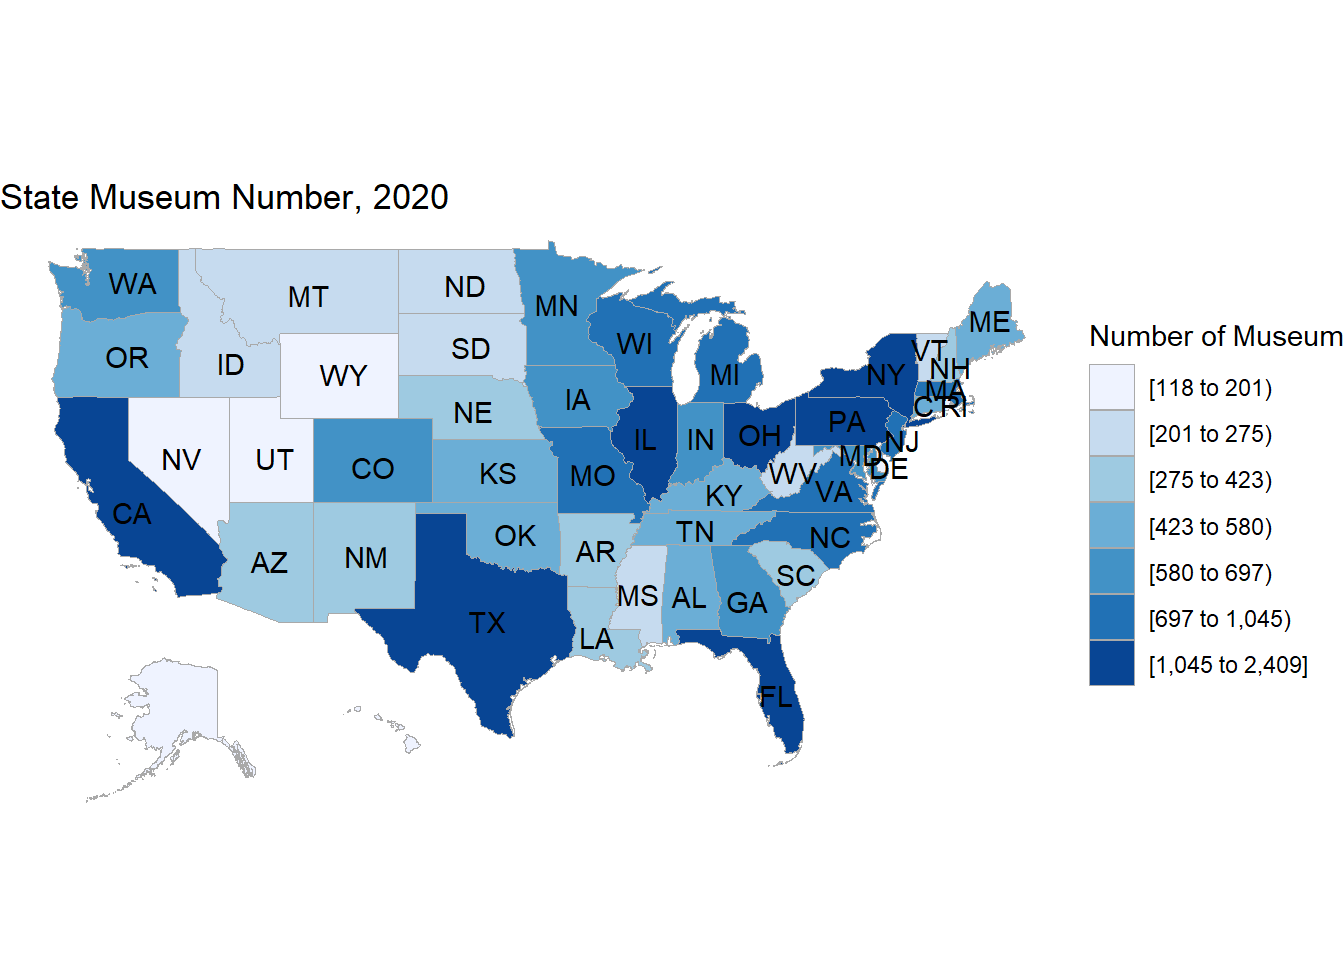 State Museum Number, 2020
WA
MT
ND
MN
ME
OR
ID
SD
WI
VT
WY
MI
NY
NH
MA
NE
IA
C
RI
IL
IN
OH
PA
NJ
NV
UT
CO
KS
MO
WV
MD
DE
KY
VA
CA
OK
TN
NC
AZ
NM
AR
SC
MS
AL
GA
TX
LA
FL
Number of Museum
[118 to 201)
[201 to 275)
[275 to 423)
[423 to 580)
[580 to 697)
[697 to 1,045)
[1,045 to 2,409]